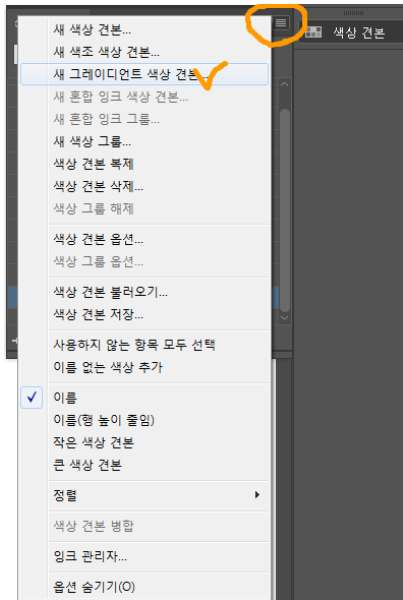 새 색상 견본...
색상 견본
새 색조 색상 견본...
새 그레이디언트 색상 견본...
새 혼합 잉크 색상 견본...
새 혼합 잉크 그룹...
새 색상 그룹...
색상 견본 복제
색상 견본 삭제...
색상 그룹 해제
색상 견본 옵션...
색상 그룹 옵션...
색상 견본 불러오기...
색상 견본 저장...
사용하지 않는 항목 모두 선택
이름 없는 색상 추가
이름
이름(행 높이 줄임)
작은 색상 견본
큰 색상 견본
정렬
색상 견본 병합
잉크 관리자...
옵션 숨기기(O)